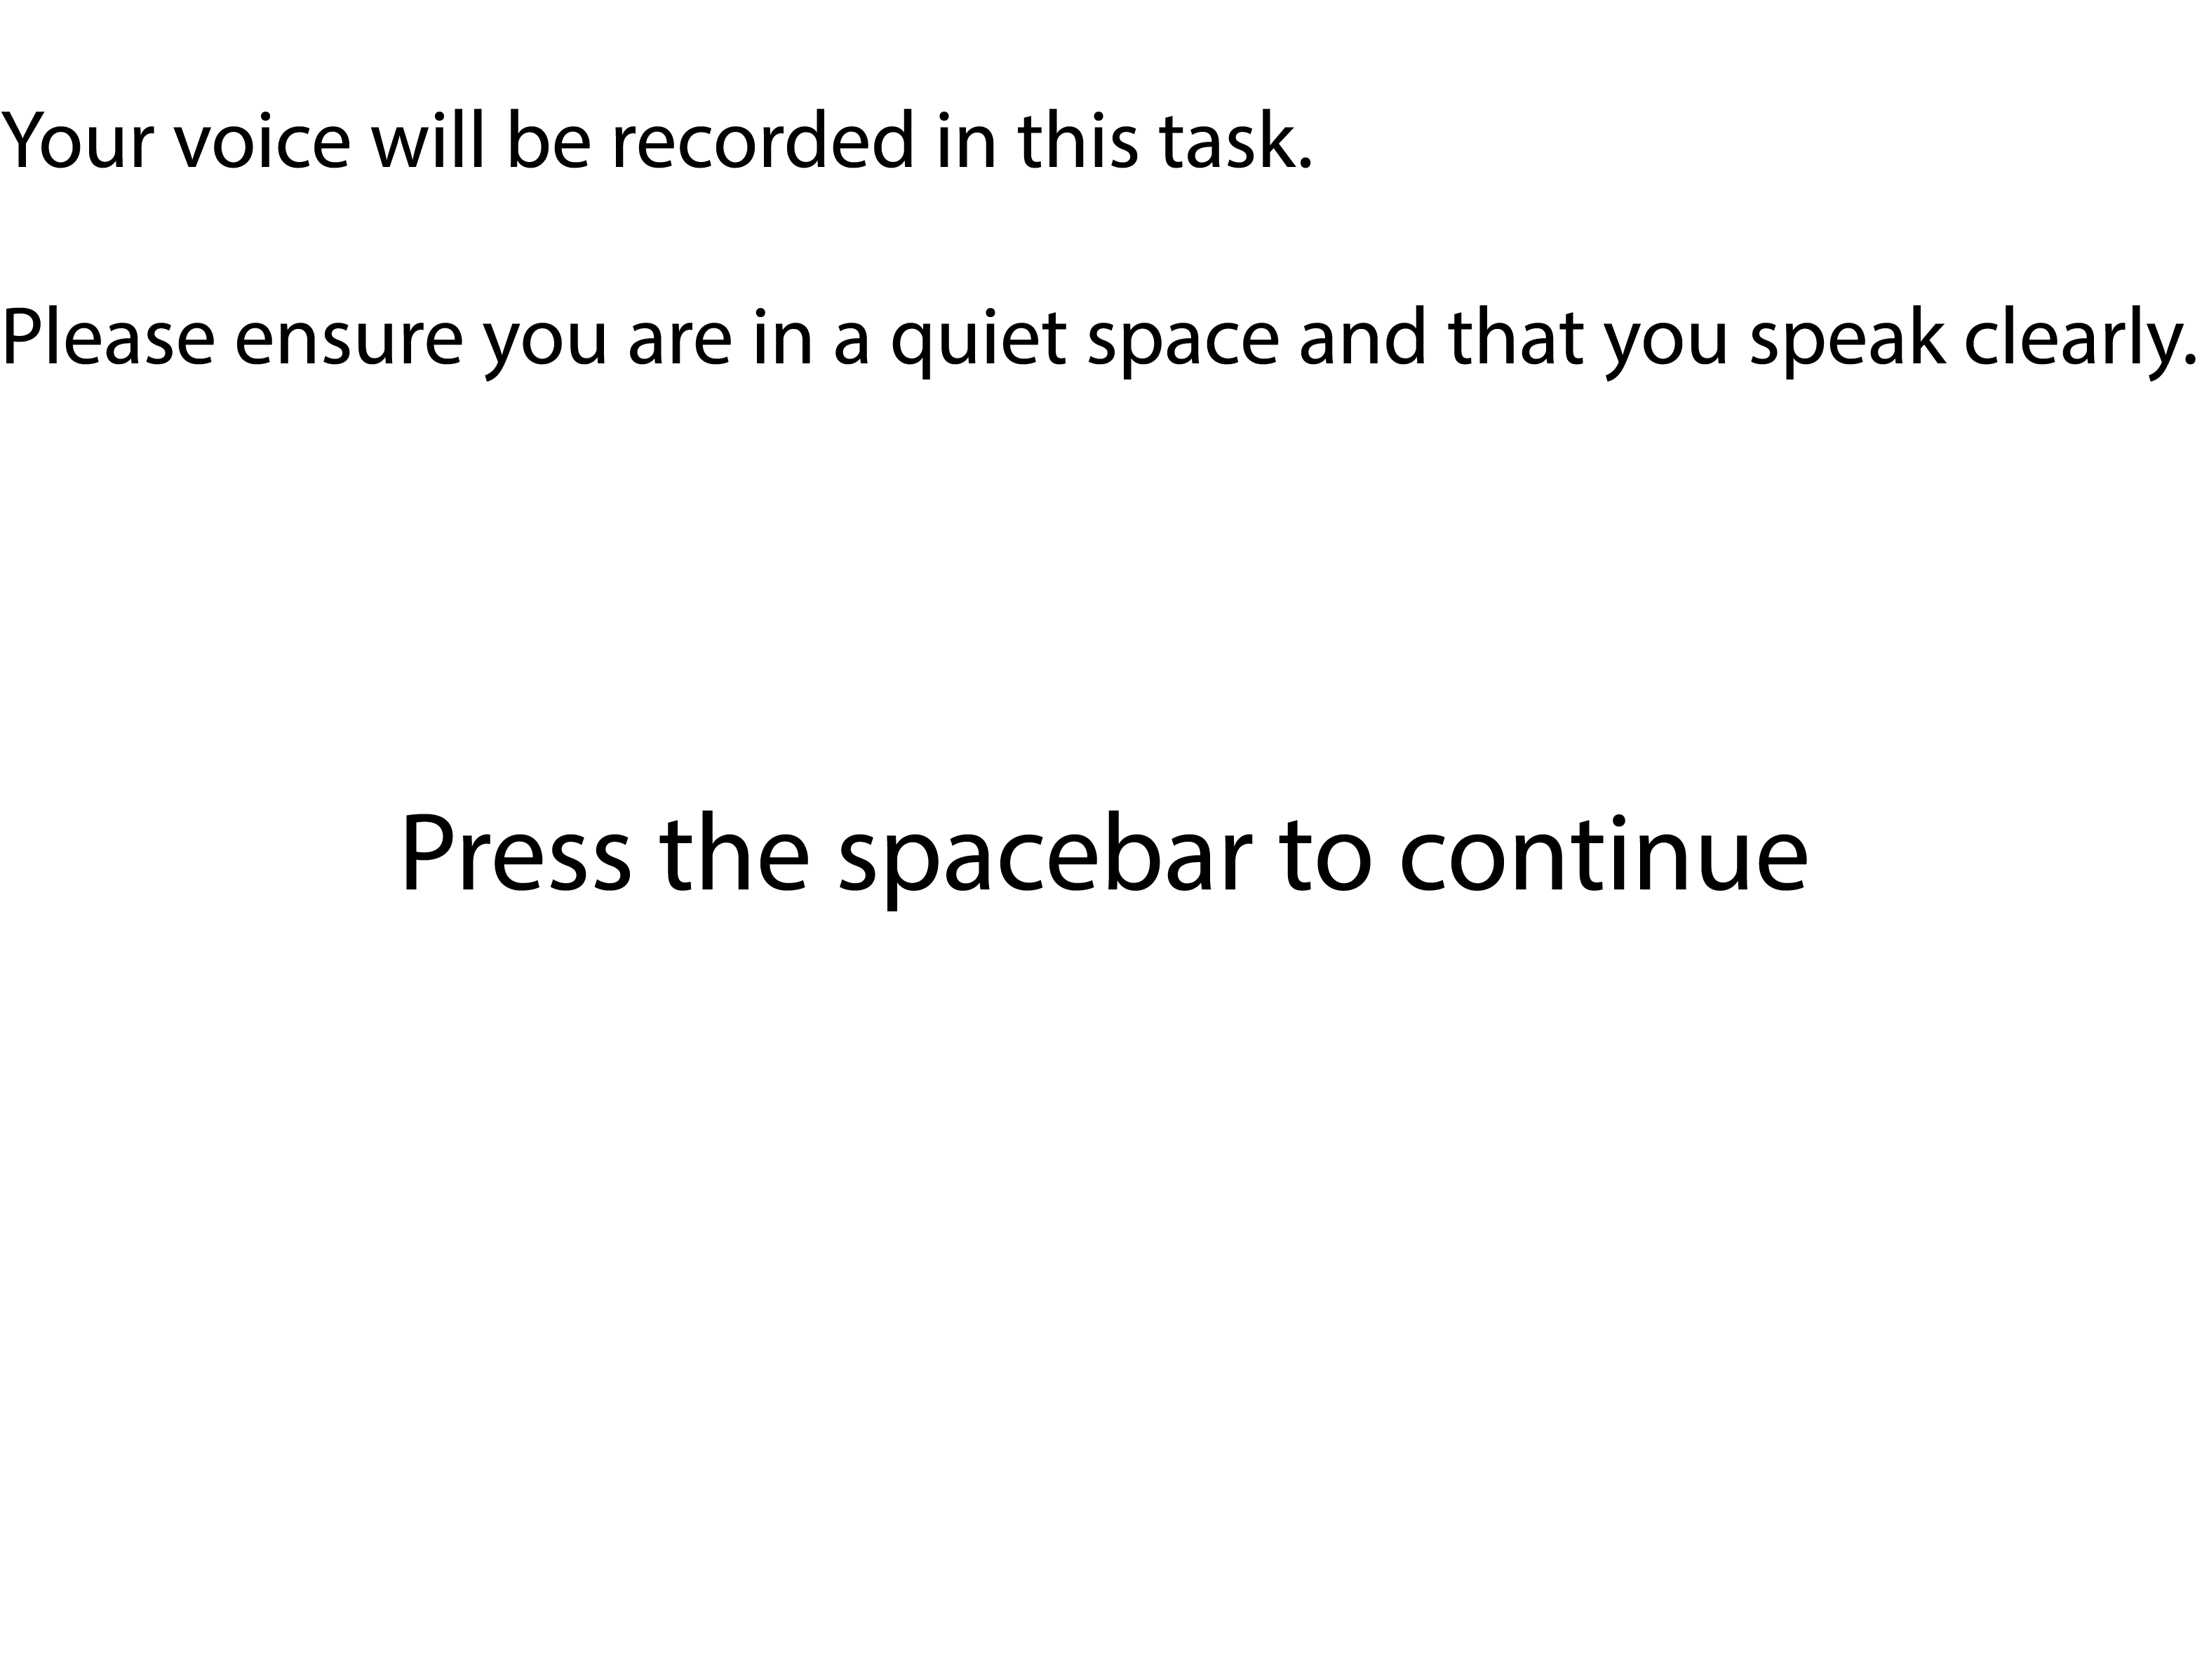 Your voice will be recorded in this task.
Please ensure you are in a quiet space and that you speak clearly.
Press the spacebar to continue